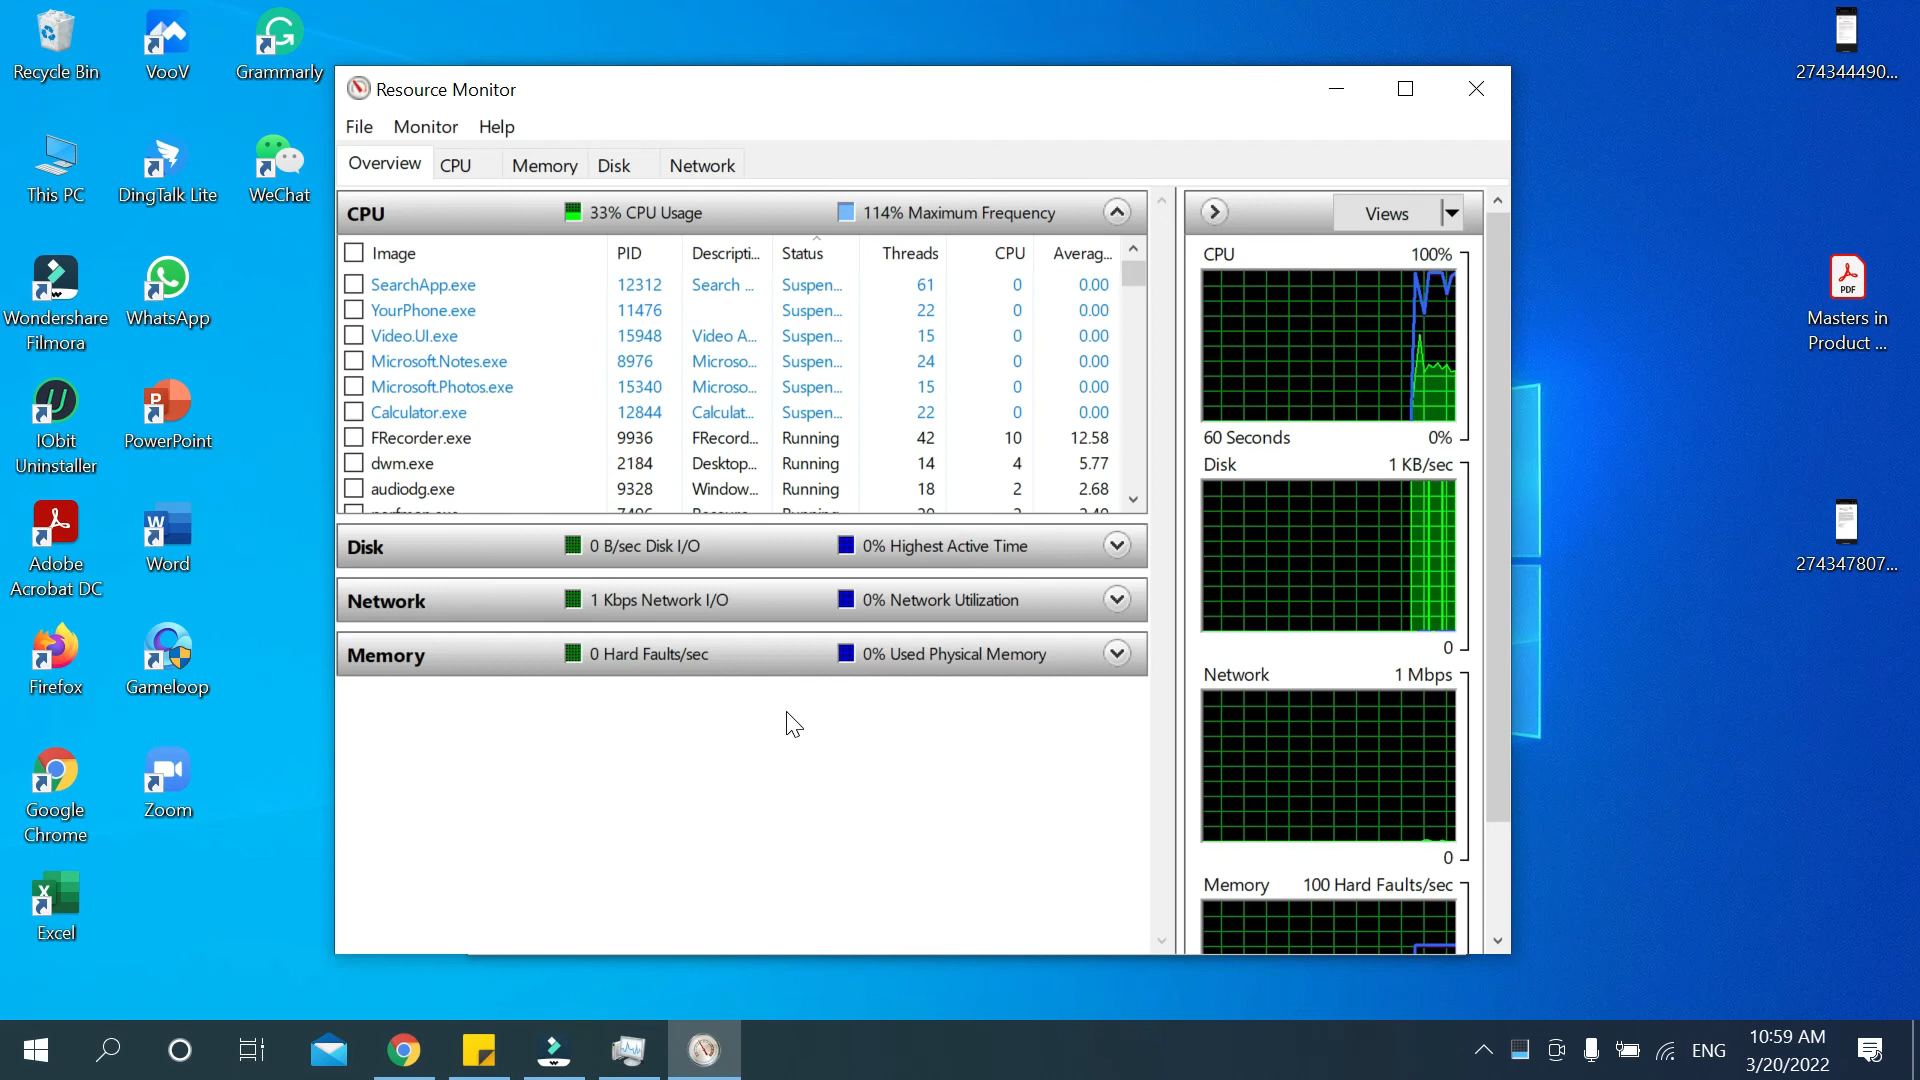 Recycle Bin
VooV
Grammarly
This PC
DingTalk Lite
WeChat
Wondershare
Filmora
WhatsApp
IObit
Uninstaller
PowerPoint
Adobe
Acrobat DC
Word
Firefox
Gameloop
Google
Chrome
Zoom
Excel
Resource Monitor
File Monitor Help
Overview CPU Memory Disk Network
CPU 33% CPU Usage 114% Maximum Frequency
Image PID Descripti... Status Threads CPU Averag...
SearchApp.exe 12312 Search ... Suspen... 61 0 0.00
YourPhone.exe 11476 Suspen... 22 0 0.00
Video.UI.exe 15948 Video A... Suspen... 15 0 0.00
Microsoft.Notes.exe 8976 Microso... Suspen... 24 0 0.00
Microsoft.Photos.exe 15340 Microso... Suspen... 15 0 0.00
Calculator.exe 12844 Calculat... Suspen... 22 0 0.00
FRecorder.exe 9936 FRecord... Running 42 10 12.58
dwm.exe 2184 Desktop... Running 14 4 5.77
audiodg.exe 9328 Window... Running 18 2 2.68
Disk 0 B/sec Disk I/O 0% Highest Active Time
Network 1 Kbps Network I/O 0% Network Utilization
Memory 0 Hard Faults/sec 0% Used Physical Memory
Views
CPU 100%
60 Seconds 0%
Disk 1 KB/sec
0
Network 1 Mbps
0
Memory 100 Hard Faults/sec
274344490...
PDF
Masters in
Product ...
274347807...
ENG
10:59 AM
3/20/2022